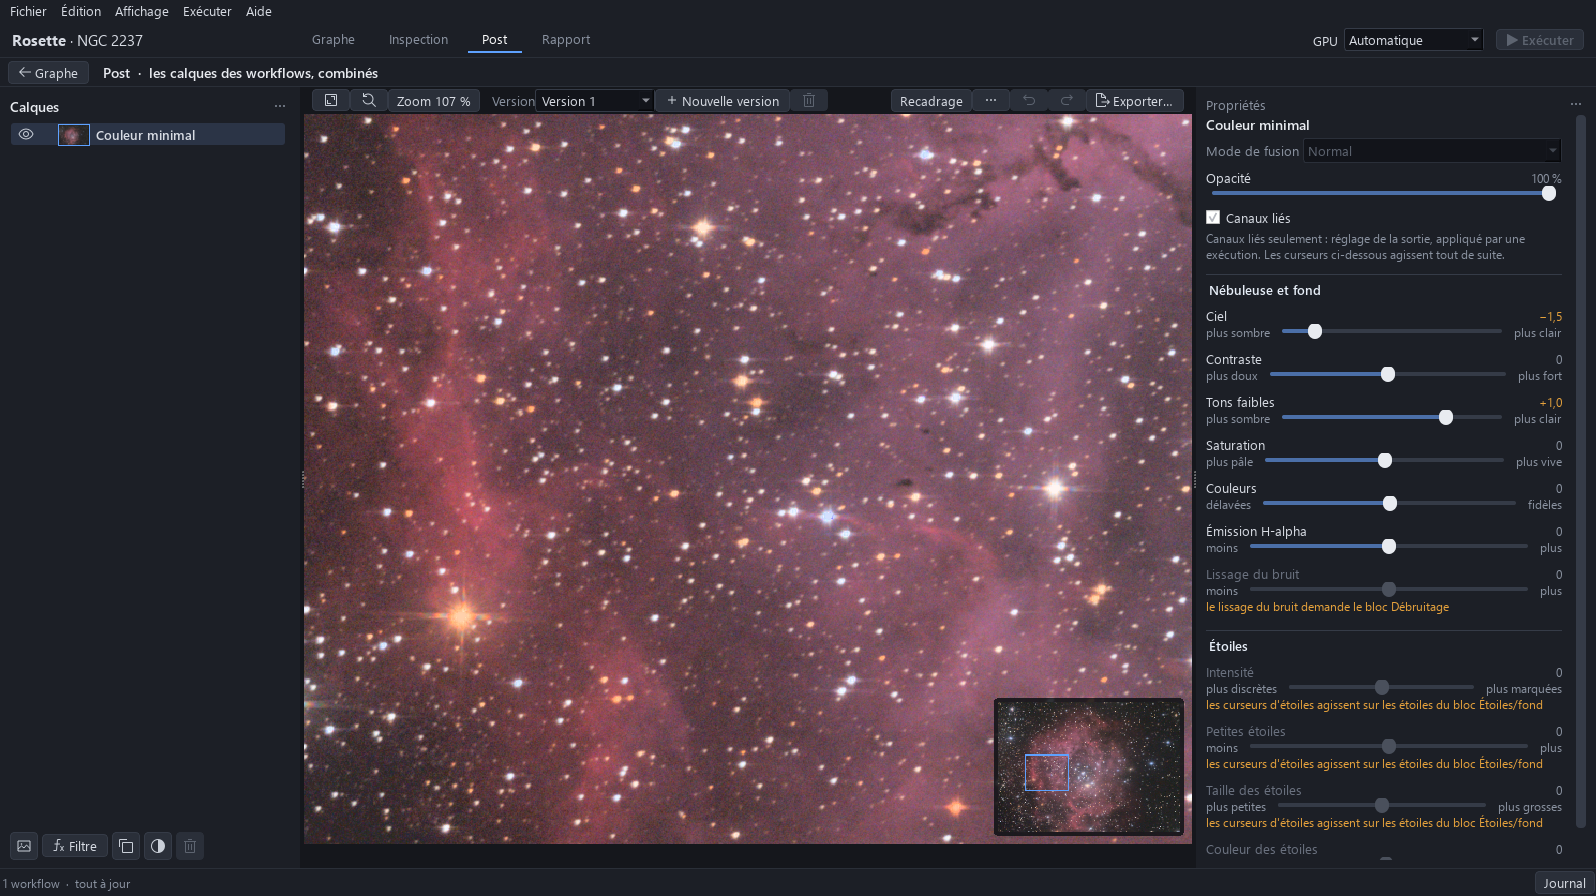 Fichier Édition Affichage Exécuter Aide
Rosette · NGC 2237
Graphe Inspection Post Rapport
GPU Automatique Exécuter
Graphe Post · les calques des workflows, combinés
Calques
Couleur minimal
Zoom 107 % Version Version 1 + Nouvelle version
Recadrage ... Exporter...
Propriétés
Couleur minimal
Mode de fusion Normal
Opacité 100 %
Canaux liés
Canaux liés seulement : réglage de la sortie, appliqué par une
exécution. Les curseurs ci-dessous agissent tout de suite.
Nébuleuse et fond
Ciel −1,5
plus sombre plus clair
Contraste 0
plus doux plus fort
Tons faibles +1,0
plus sombre plus clair
Saturation 0
plus pâle plus vive
Couleurs 0
délavées fidèles
Émission H-alpha 0
moins plus
Lissage du bruit 0
moins plus
le lissage du bruit demande le bloc Débruitage
Étoiles
Intensité 0
plus discrètes plus marquées
les curseurs d'étoiles agissent sur les étoiles du bloc Étoiles/fond
Petites étoiles 0
moins plus
les curseurs d'étoiles agissent sur les étoiles du bloc Étoiles/fond
Taille des étoiles 0
plus petites plus grosses
les curseurs d'étoiles agissent sur les étoiles du bloc Étoiles/fond
Couleur des étoiles 0
fx Filtre
1 workflow · tout à jour
Journal